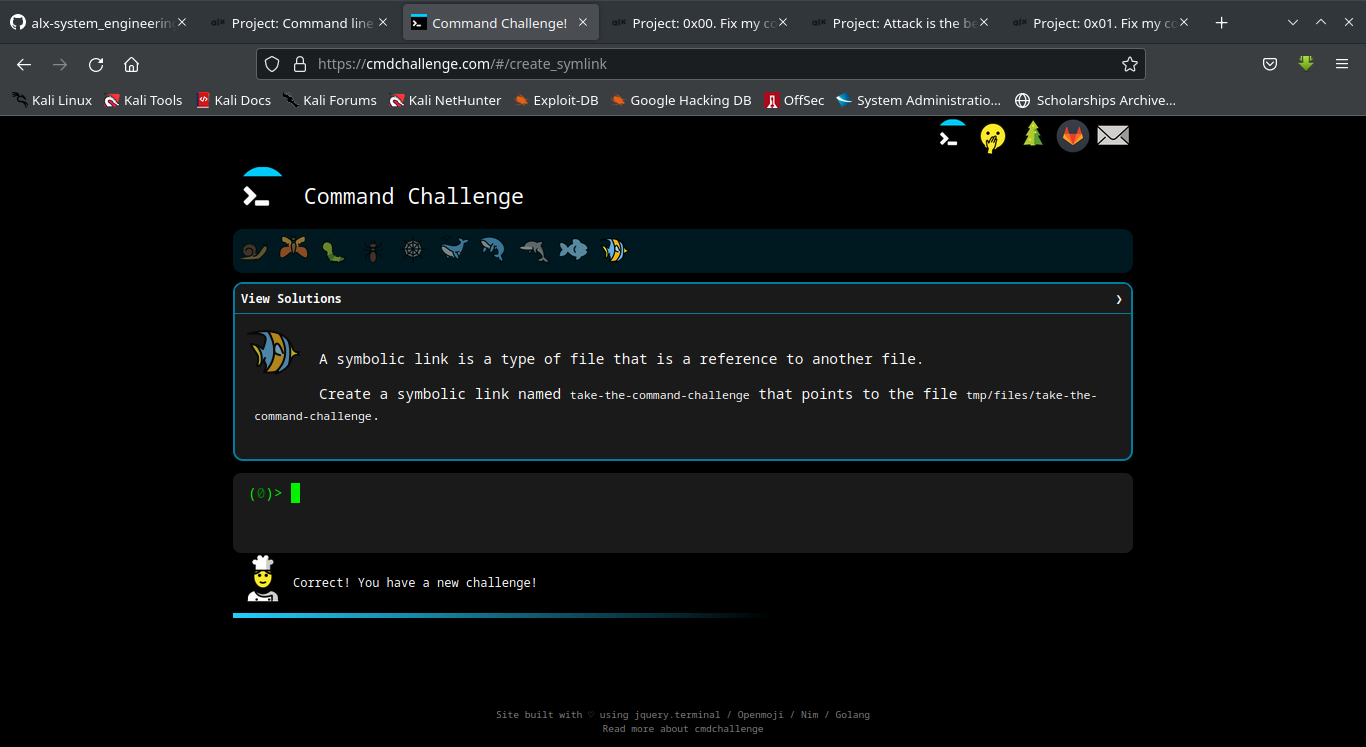 alx-system_engineerin
Project: Command line
Command Challenge!
Project: 0x00. Fix my co
Project: Attack is the be
Project: 0x01. Fix my co
https://cmdchallenge.com/#/create_symlink
Kali Linux Kali Tools Kali Docs Kali Forums Kali NetHunter Exploit-DB Google Hacking DB OffSec System Administratio... Scholarships Archive...
Command Challenge
View Solutions
A symbolic link is a type of file that is a reference to another file.
Create a symbolic link named take-the-command-challenge that points to the file tmp/files/take-the-
command-challenge.
(0)>
Correct! You have a new challenge!
Site built with ♡ using jquery.terminal / Openmoji / Nim / Golang
Read more about cmdchallenge